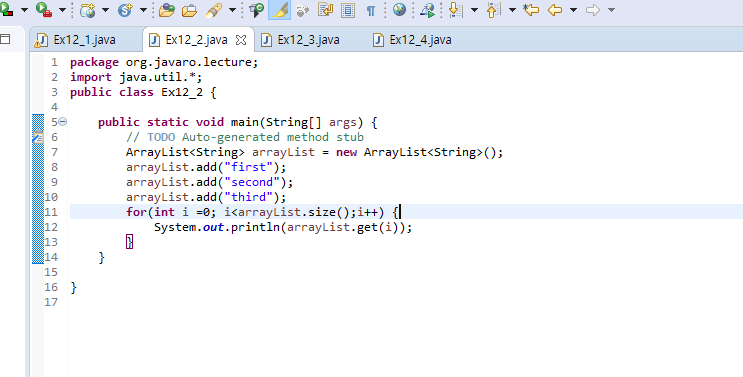 Ex12_1.java Ex12_2.java Ex12_3.java Ex12_4.java
1 package org.javaro.lecture;
2 import java.util.*;
3 public class Ex12_2 {
4
5 public static void main(String[] args) {
6 // TODO Auto-generated method stub
7 ArrayList<String> arrayList = new ArrayList<String>();
8 arrayList.add("first");
9 arrayList.add("second");
10 arrayList.add("third");
11 for(int i =0; i<arrayList.size();i++) {
12 System.out.println(arrayList.get(i));
13 }
14 }
15
16 }
17